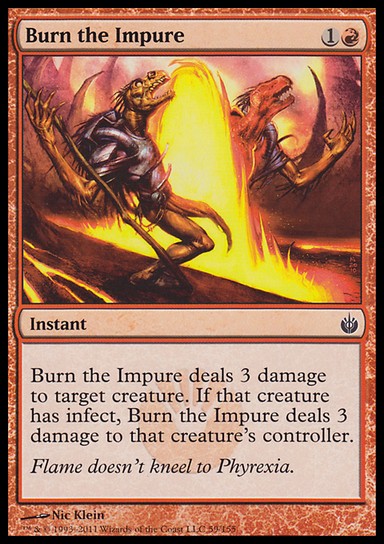 Burn the Impure 1
Instant
Burn the Impure deals 3 damage
to target creature. If that creature
has infect, Burn the Impure deals 3
damage to that creature's controller.
Flame doesn't kneel to Phyrexia.
Nic Klein
™ & © 1993–2011 Wizards of the Coast LLC 59/155